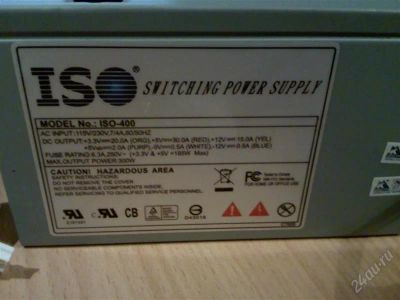 ISO SWITCHING POWER SUPPLY
MODEL No.: ISO-400
AC INPUT:115V/230V,7/4A,60/50HZ
DC OUTPUT:+3.3V=20.0A (ORG),+5V=30.0A (RED),+12V=15.0A (YEL)
+5Vsb=2.0A (PURP),-5V=0.5A (WHITE),-12V=0.8A (BLUE)
FUSE RATING:6.3A,250V~ (+3.3V & +5V =185W Max)
MAX.OUTPUT POWER:300W
CAUTION! HAZARDOUS AREA
DO NOT REMOVE THIS COVER.
NO SERVICEABLE COMPONENTS INSIDE,
REFER SERVICING TO QUALIFIED SERVICE PERSONNEL
FC
CB
24au.ru